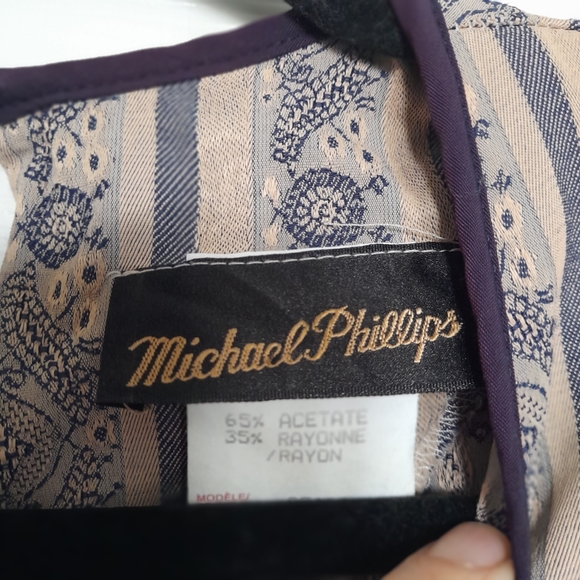 Michael Phillips
65% ACETATE
35% RAYONNE
/RAYON
MODÈLE/